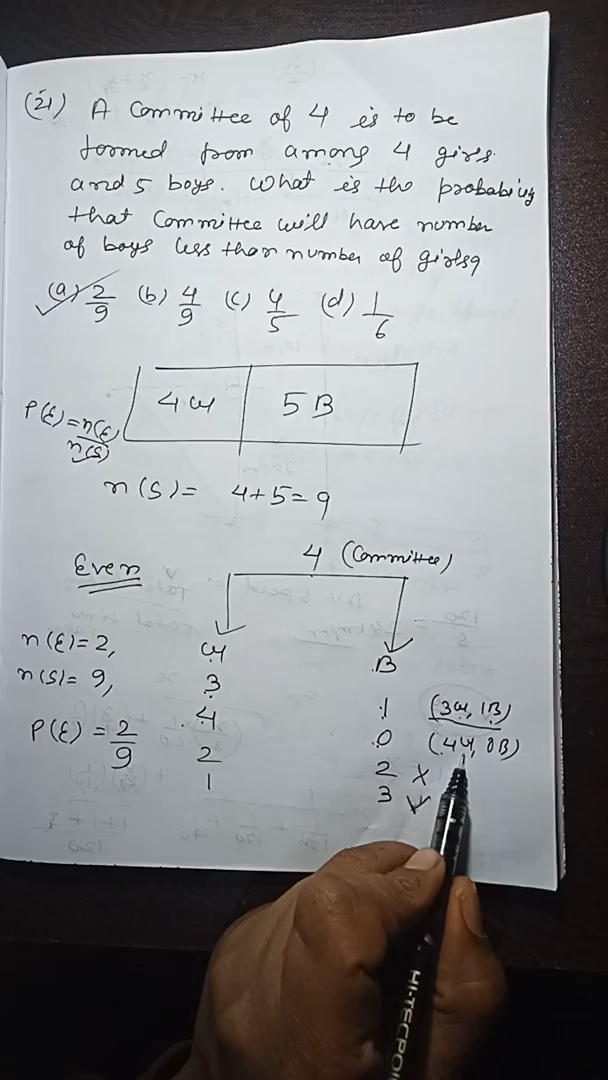 (21) A Committee of 4 is to be
formed from among 4 girls
and 5 boys. What is the probability
that Committee will have number
of boys less than number of girls?
(a) 2/9 (b) 4/9 (c) 4/5 (d) 1/6
4G 5B
P(E) = n(E)/n(S)
n(S) = 4+5=9
4 (Committee)
Even
G B
n(E)=2,
n(S)=9,
P(E) = 2/9
3 1 (3G, 1B)
4 0 (4G, 0B)
2 2 ×
1 3
HI-TECPOI